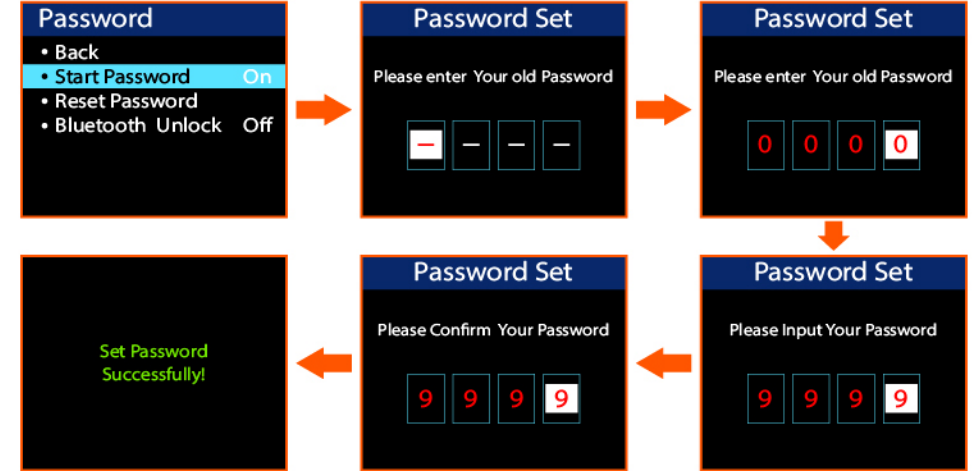 Password
• Back
• Start Password On
• Reset Password
• Bluetooth Unlock Off
Password Set
Please enter Your old Password
– – – –
Password Set
Please enter Your old Password
0 0 0 0
Password Set
Please Input Your Password
9 9 9 9
Password Set
Please Confirm Your Password
9 9 9 9
Set Password
Successfully!